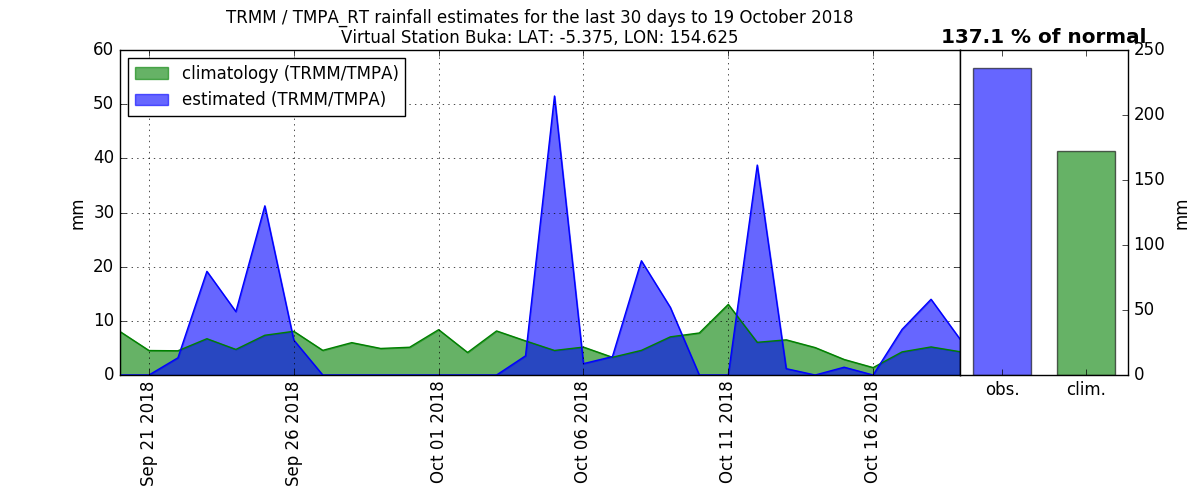 TRMM / TMPA_RT rainfall estimates for the last 30 days to 19 October 2018
Virtual Station Buka: LAT: -5.375, LON: 154.625
137.1 % of normal
climatology (TRMM/TMPA)
estimated (TRMM/TMPA)
60
50
40
30
20
10
0
mm
Sep 21 2018
Sep 26 2018
Oct 01 2018
Oct 06 2018
Oct 11 2018
Oct 16 2018
obs.
clim.
250
200
150
100
50
0
mm